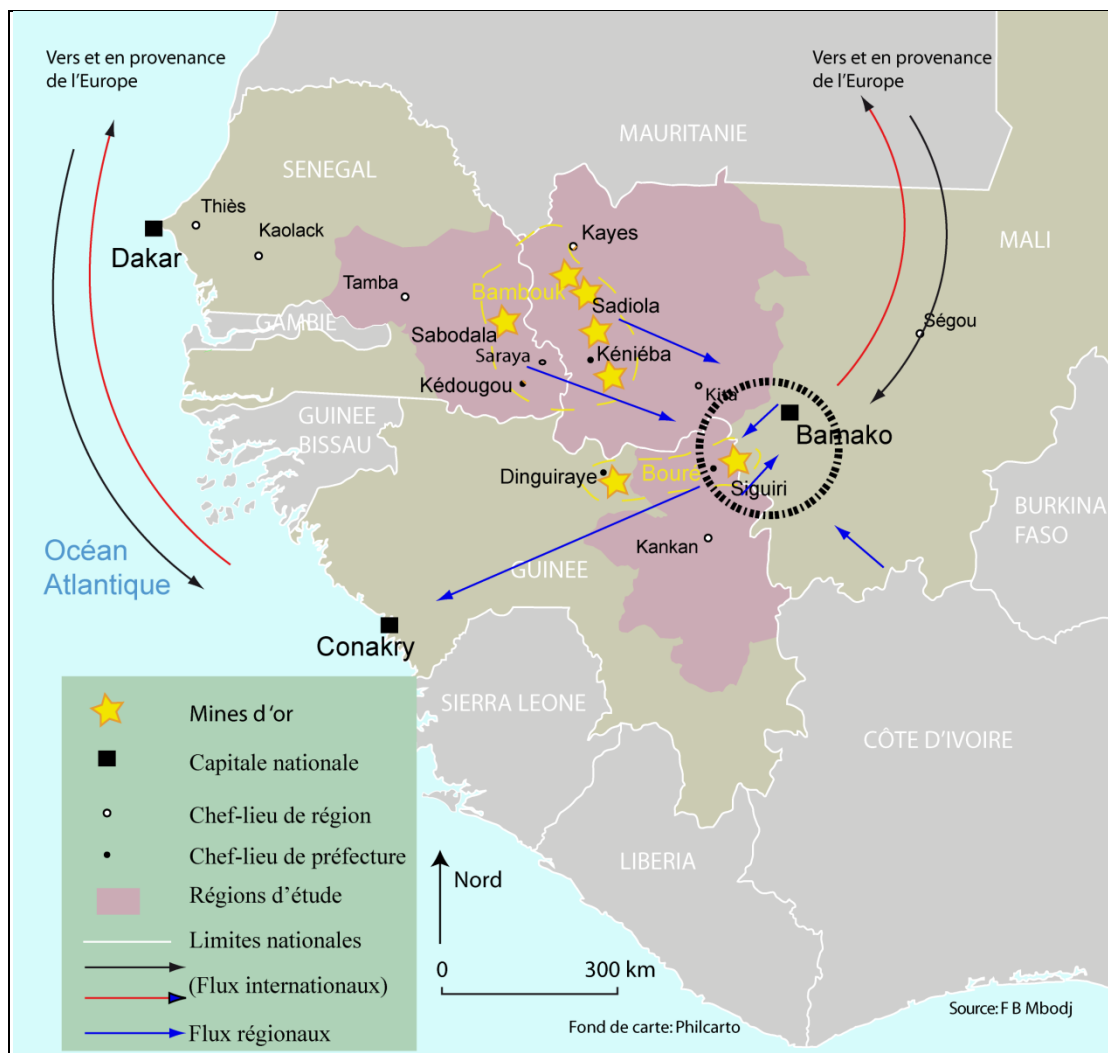 Vers et en provenance
de l'Europe
Vers et en provenance
de l'Europe
MAURITANIE
SENEGAL
Thiès
Dakar
Kaolack
Kayes
MALI
Tamba
Bambouk
Sadiola
GAMBIE
Sabodala
Ségou
Saraya
Kéniéba
Kédougou
Kita
GUINEE
BISSAU
Bamako
Dinguiraye
Bouré
Siguiri
BURKINA
FASO
Kankan
Océan
Atlantique
GUINEE
Conakry
SIERRA LEONE
CÔTE D'IVOIRE
LIBERIA
Mines d'or
Capitale nationale
Chef-lieu de région
Chef-lieu de préfecture
Régions d'étude
Limites nationales
(Flux internationaux)
Flux régionaux
Nord
0 300 km
Fond de carte: Philcarto
Source: F B Mbodj